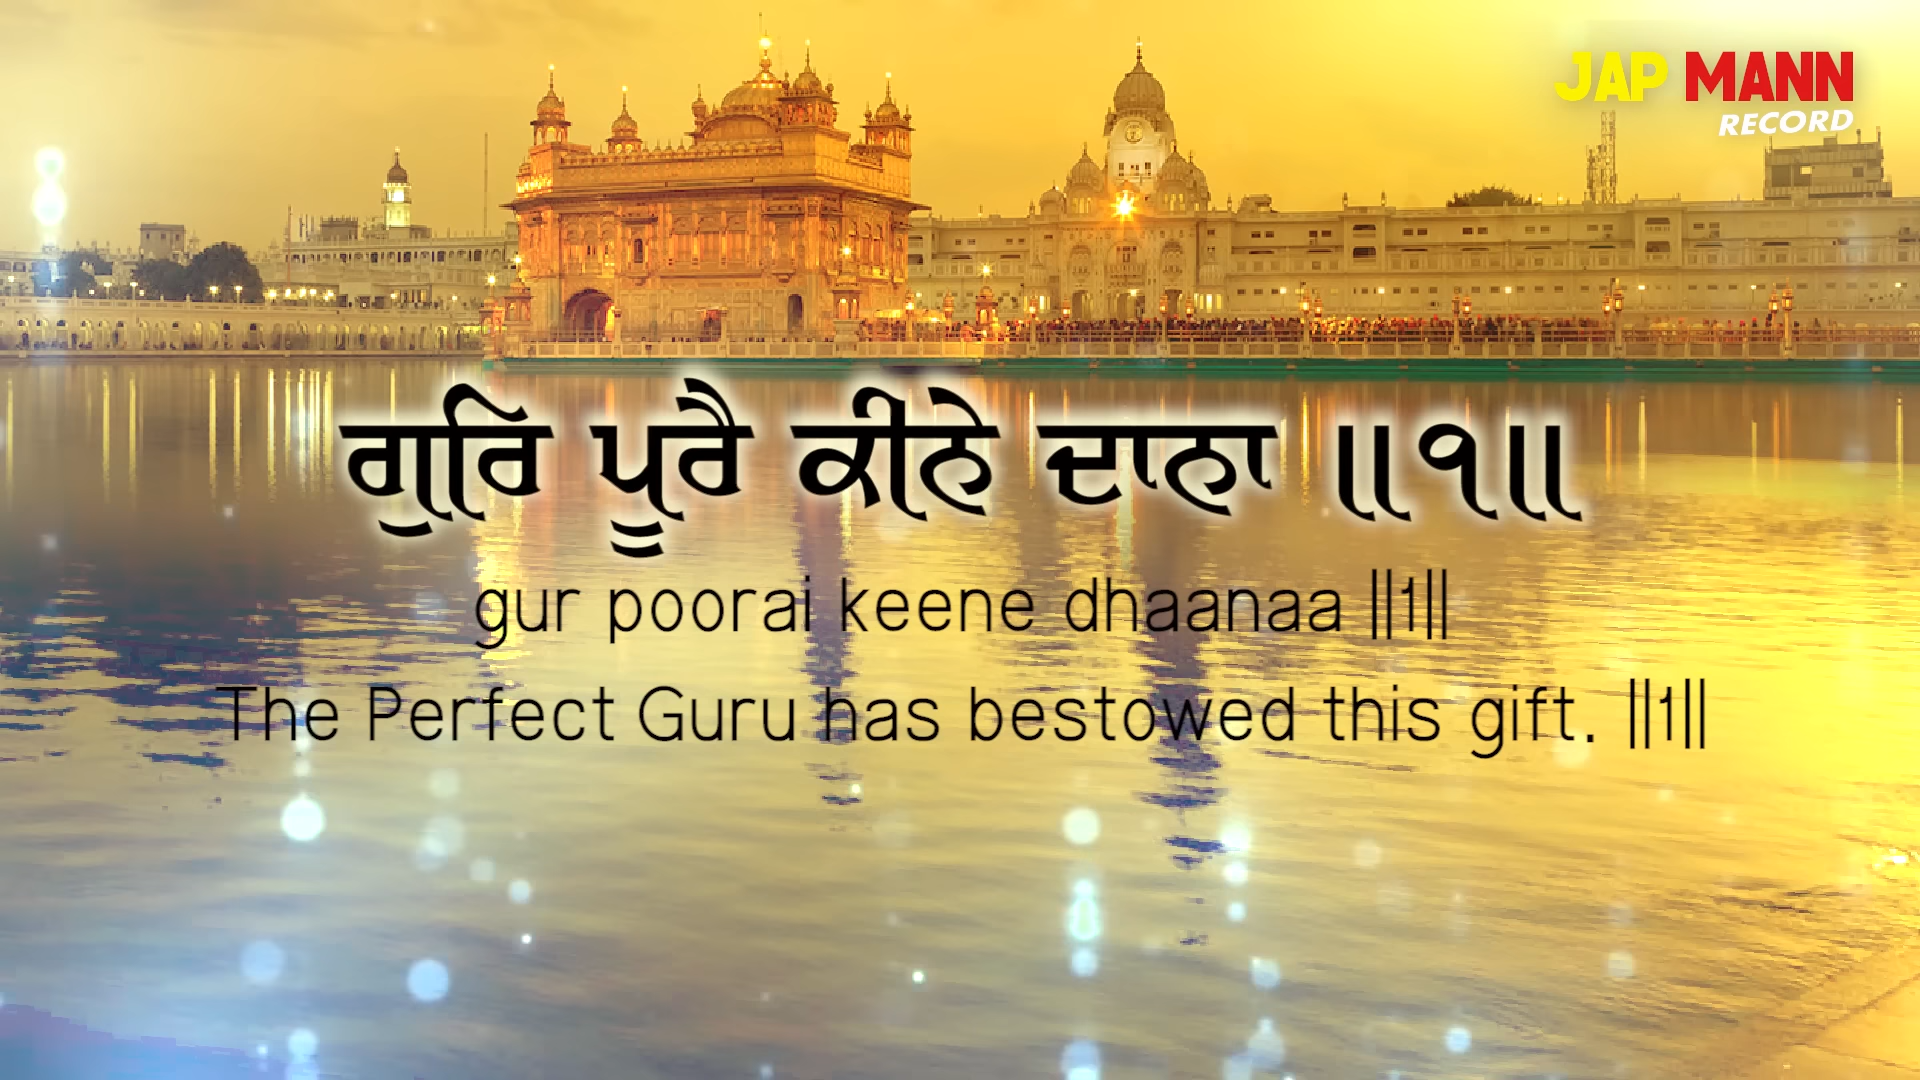 JAP MANN
RECORD
ਗੁਰਿ ਪੂਰੈ ਕੀਨੇ ਦਾਨਾ ॥੧॥
gur poorai keene dhaanaa ||1||
The Perfect Guru has bestowed this gift. ||1||